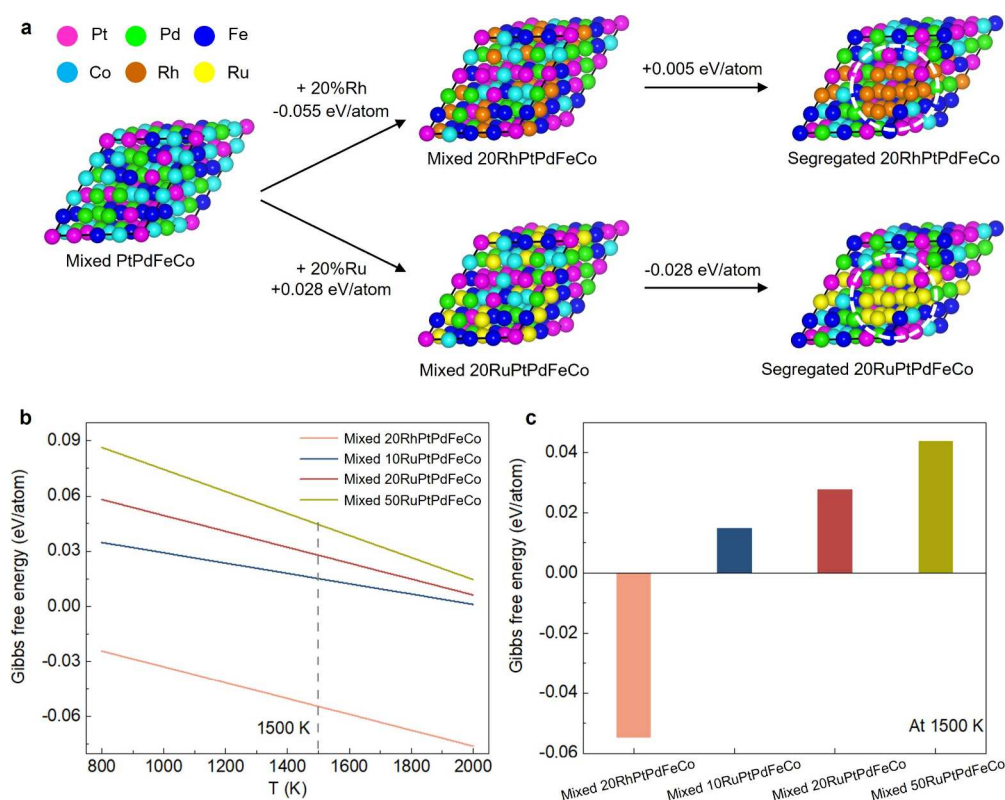 a
Pt Pd Fe
Co Rh Ru
Mixed PtPdFeCo
+ 20%Rh
-0.055 eV/atom
Mixed 20RhPtPdFeCo
+0.005 eV/atom
Segregated 20RhPtPdFeCo
+ 20%Ru
+0.028 eV/atom
Mixed 20RuPtPdFeCo
-0.028 eV/atom
Segregated 20RuPtPdFeCo
b
Gibbs free energy (eV/atom)
0.09
0.06
0.03
0.00
-0.03
-0.06
Mixed 20RhPtPdFeCo
Mixed 10RuPtPdFeCo
Mixed 20RuPtPdFeCo
Mixed 50RuPtPdFeCo
1500 K
800 1000 1200 1400 1600 1800 2000
T (K)
c
Gibbs free energy (eV/atom)
0.04
0.02
0.00
-0.02
-0.04
-0.06
At 1500 K
Mixed 20RhPtPdFeCo
Mixed 10RuPtPdFeCo
Mixed 20RuPtPdFeCo
Mixed 50RuPtPdFeCo